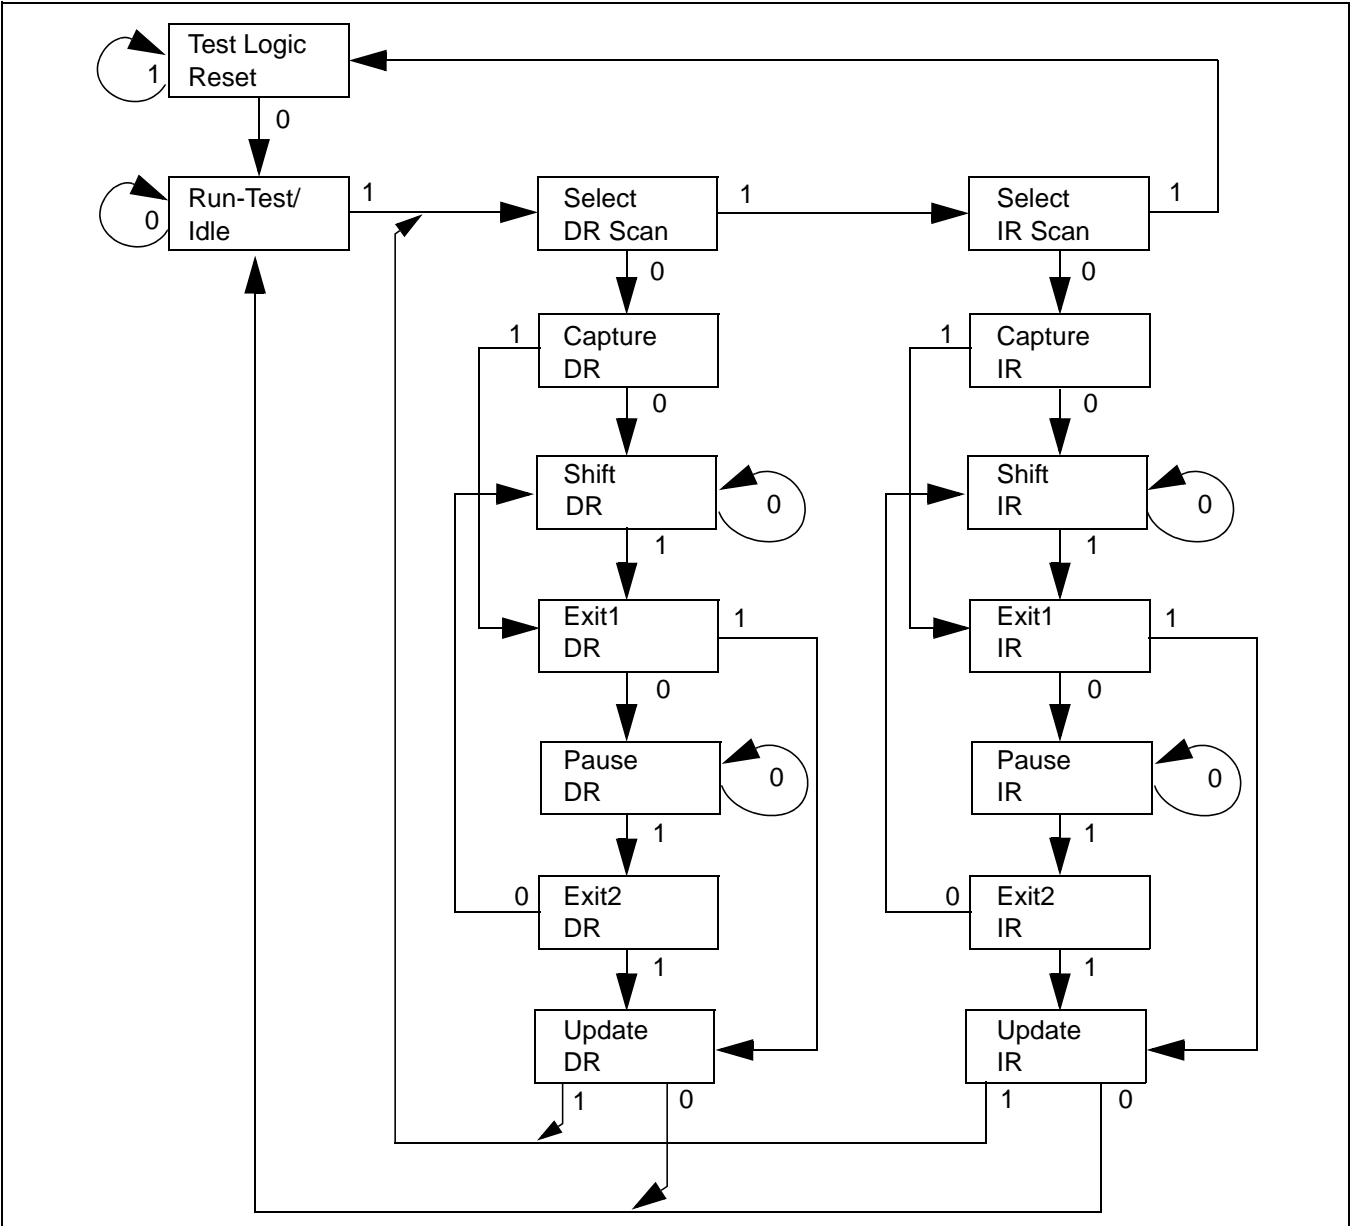 Test Logic
Reset
1
0
Run-Test/
Idle
0
1
Select
DR Scan
1
0
Select
IR Scan
1
0
Capture
DR
1
0
Capture
IR
1
0
Shift
DR
0
1
Shift
IR
0
1
Exit1
DR
1
0
Exit1
IR
1
0
Pause
DR
0
1
Pause
IR
0
1
Exit2
DR
0
1
Exit2
IR
0
1
Update
DR
1
0
Update
IR
1
0